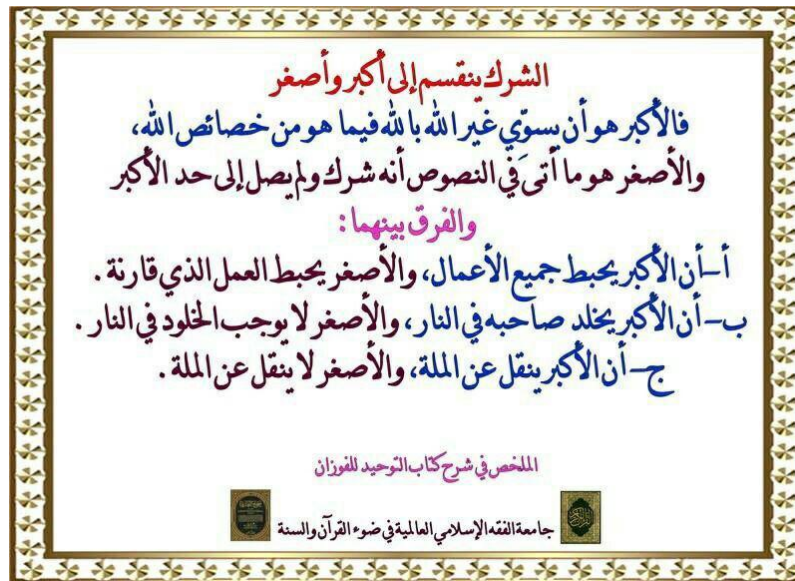 الشرك ينقسم إلى أكبر وأصغر
فالأكبر هو أن يسوّي غير الله بالله فيما هو من خصائص الله،
والأصغر هو ما أتىَ في النصوص أنه شرك ولم يصل إلى حد الأكبر
والفرق بينهما :
أ-أن الأكبر يحبط جميع الأعمال، والأصغر يحبط العمل الذي قارنة .
ب- أن الأكبر يخلد صاحبه في النار، والأصغر لا يوجب الخلود في النار .
ج- أن الأكبر ينقل عن الملة، والأصغر لا ينقل عن الملة .
الملخص في شرح كتاب التوحيد للفوزان
جامعة الفقه الإسلامي العالمية في ضوء القرآن والسنة